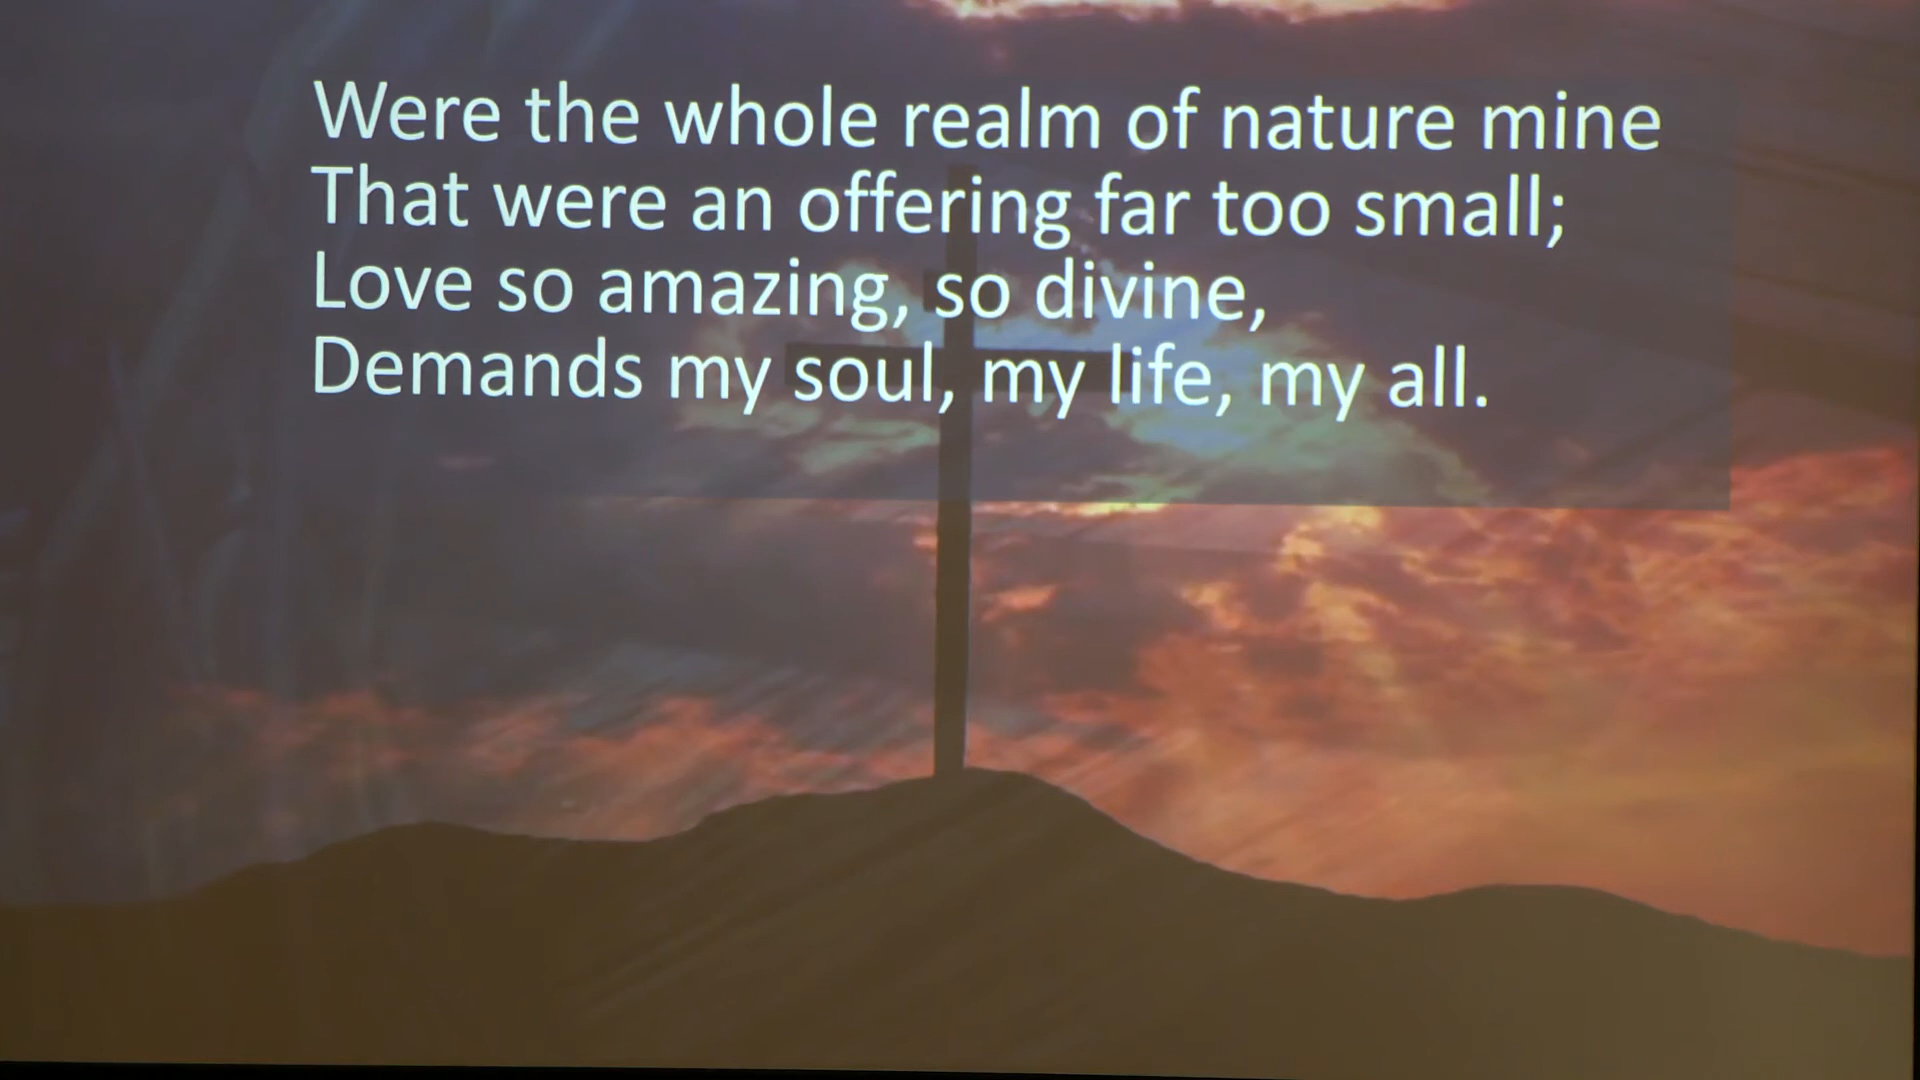 Were the whole realm of nature mine
That were an offering far too small;
Love so amazing, so divine,
Demands my soul, my life, my all.